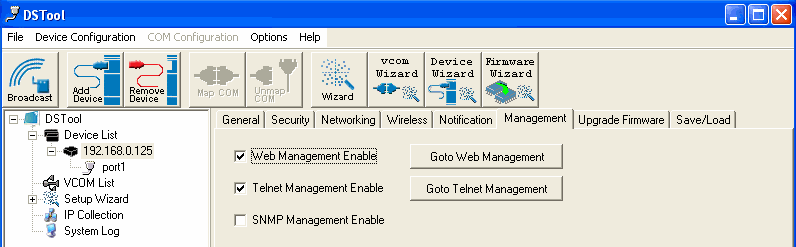 DSTool
File Device Configuration COM Configuration Options Help
Broadcast
Add Device
Remove Device
Map COM
Unmap COM
Wizard
vcom Wizard
Device Wizard
Firmware Wizard
DSTool
Device List
192.168.0.125
port1
VCOM List
Setup Wizard
IP Collection
System Log
General Security Networking Wireless Notification Management Upgrade Firmware Save/Load
Web Management Enable Goto Web Management
Telnet Management Enable Goto Telnet Management
SNMP Management Enable